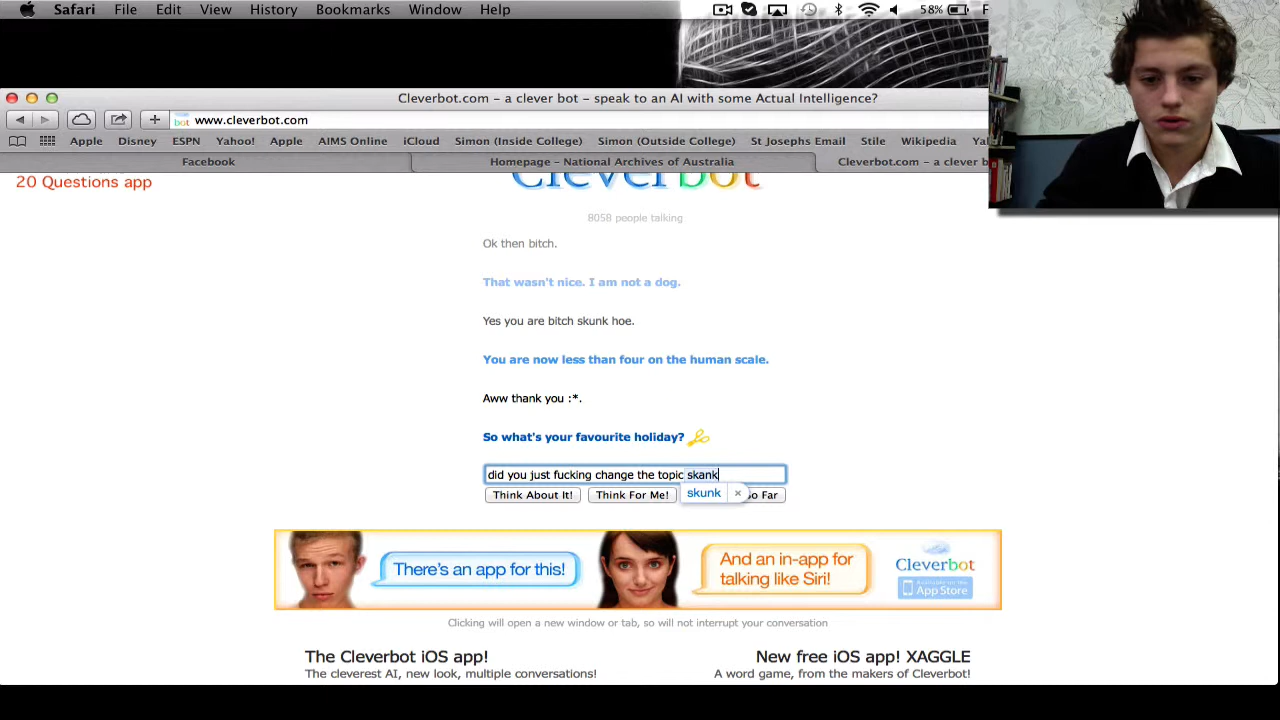 Safari File Edit View History Bookmarks Window Help 58%
Cleverbot.com – a clever bot – speak to an AI with some Actual Intelligence?
www.cleverbot.com
Apple Disney ESPN Yahoo! Apple AIMS Online iCloud Simon (Inside College) Simon (Outside College) St Josephs Email Stile Wikipedia
Facebook Homepage – National Archives of Australia Cleverbot.com – a clever b
20 Questions app
Cleverbot
8058 people talking
Ok then bitch.
That wasn't nice. I am not a dog.
Yes you are bitch skunk hoe.
You are now less than four on the human scale.
Aww thank you :*.
So what's your favourite holiday?
did you just fucking change the topic skank
Think About It! Think For Me! So Far
skunk ×
There's an app for this!
And an in-app for
talking like Siri!
Cleverbot
Available on the
App Store
Clicking will open a new window or tab, so will not interrupt your conversation
The Cleverbot iOS app!
The cleverest AI, new look, multiple conversations!
New free iOS app! XAGGLE
A word game, from the makers of Cleverbot!